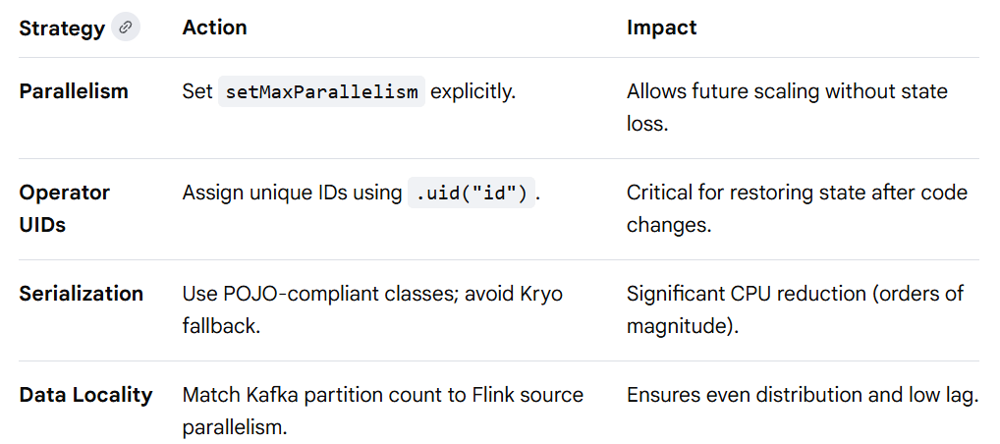 Strategy Action Impact
Parallelism Set setMaxParallelism explicitly. Allows future scaling without state
loss.
Operator Assign unique IDs using .uid("id"). Critical for restoring state after code
UIDs changes.
Serialization Use POJO-compliant classes; avoid Kryo Significant CPU reduction (orders of
fallback. magnitude).
Data Locality Match Kafka partition count to Flink source Ensures even distribution and low lag.
parallelism.